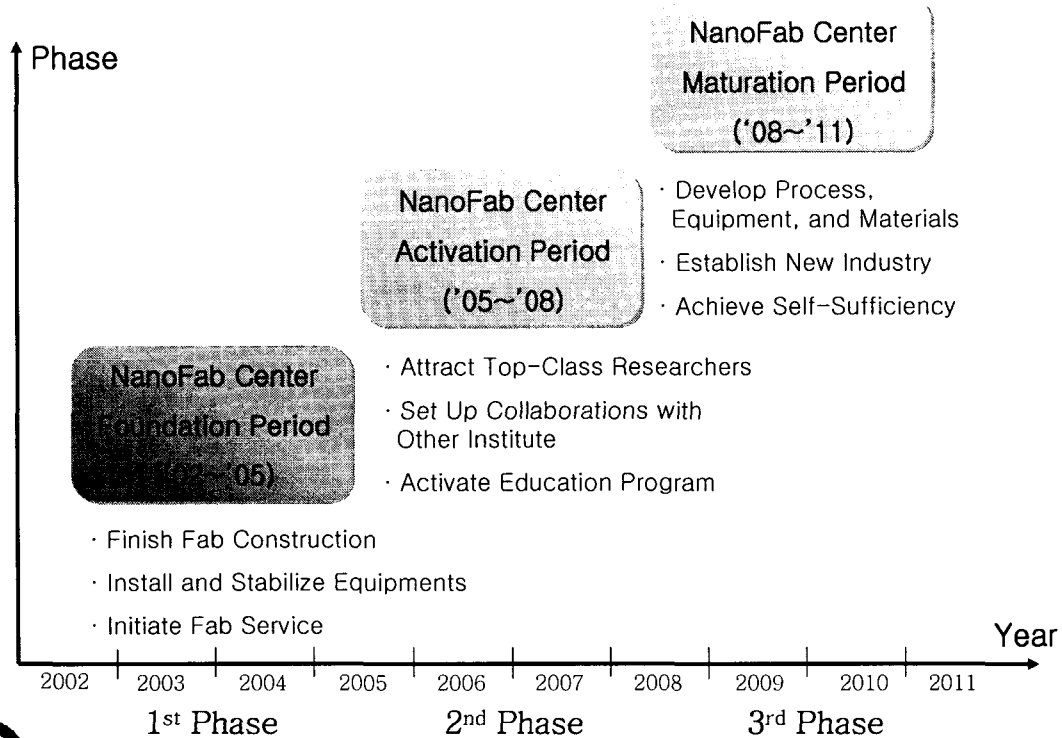 Phase
NanoFab Center
Maturation Period
('08~'11)
· Develop Process,
Equipment, and Materials
· Establish New Industry
· Achieve Self-Sufficiency
NanoFab Center
Activation Period
('05~'08)
· Attract Top-Class Researchers
· Set Up Collaborations with
Other Institute
· Activate Education Program
NanoFab Center
Foundation Period
('02~'05)
· Finish Fab Construction
· Install and Stabilize Equipments
· Initiate Fab Service
Year
2002 2003 2004 2005 2006 2007 2008 2009 2010 2011
1st Phase 2nd Phase 3rd Phase